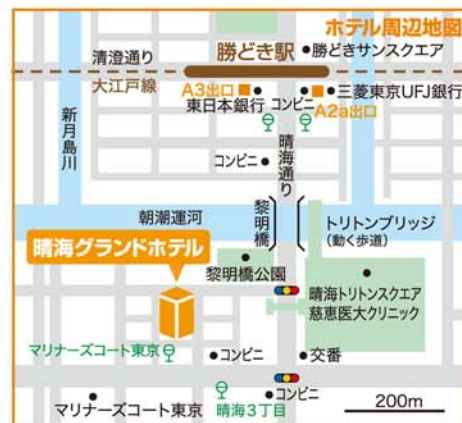 ホテル周辺地図
清澄通り
勝どき駅
勝どきサンスクエア
大江戸線
A3出口
コンビニ
三菱東京UFJ銀行
東日本銀行
A2a出口
新月島川
晴海通り
コンビニ
朝潮運河
黎明橋
トリトンブリッジ
(動く歩道)
晴海グランドホテル
黎明橋公園
晴海トリトンスクエア
慈恵医大クリニック
マリナーズコート東京
コンビニ
交番
マリナーズコート東京
晴海3丁目
コンビニ
200m